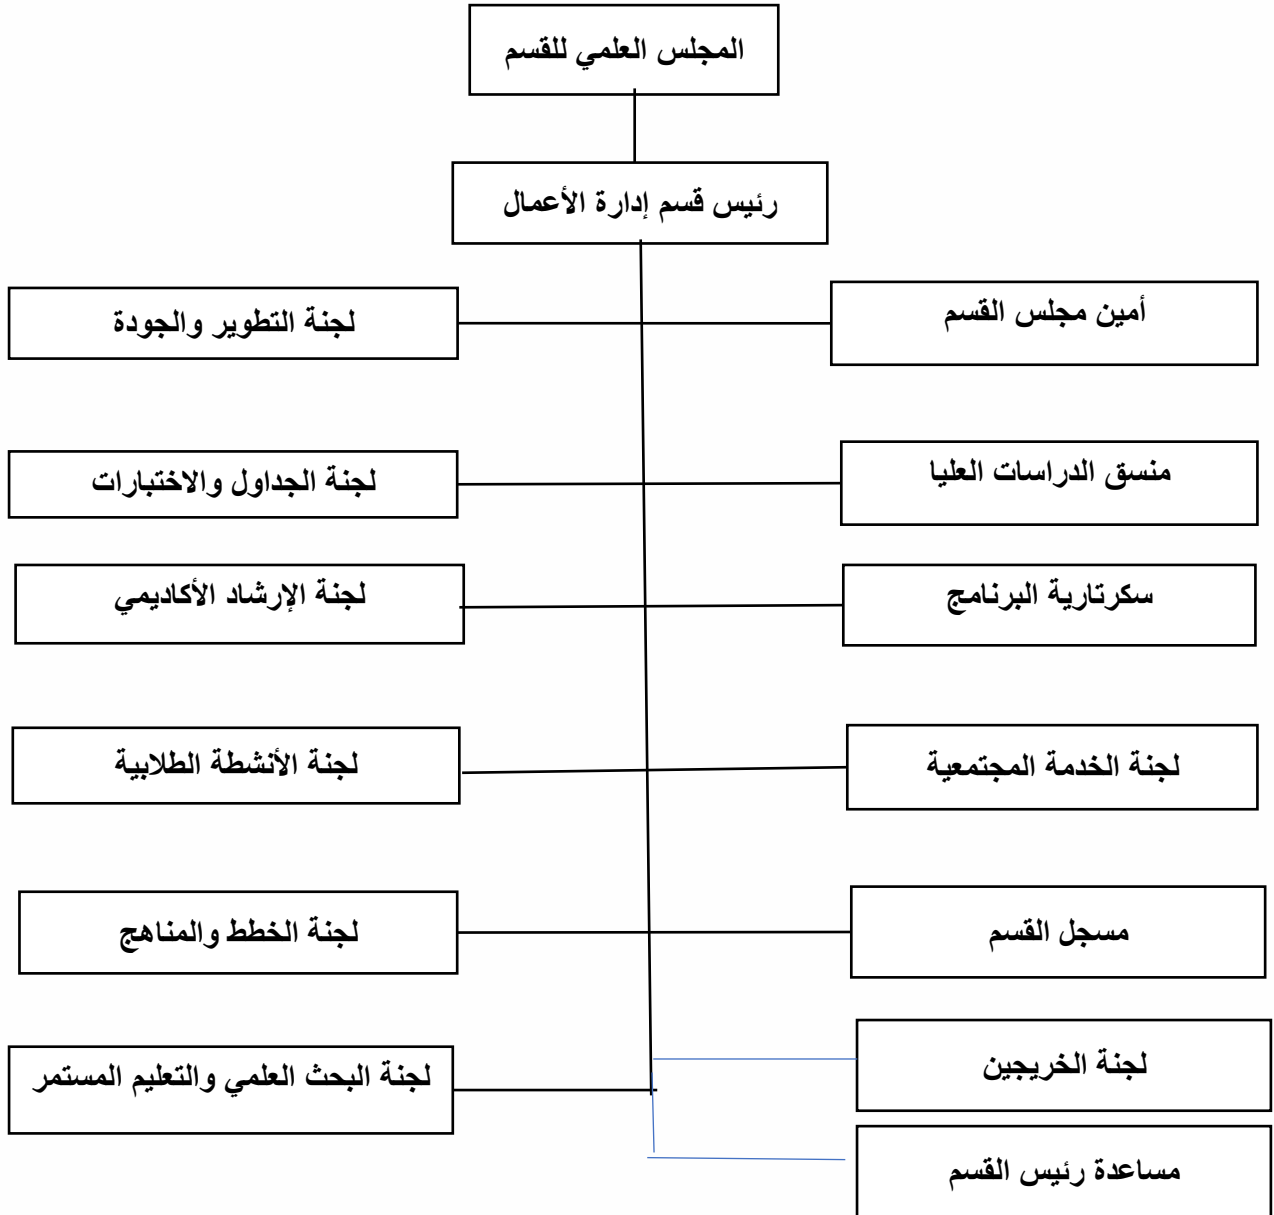 المجلس العلمي للقسم
رئيس قسم إدارة الأعمال
أمين مجلس القسم
لجنة التطوير والجودة
منسق الدراسات العليا
لجنة الجداول والاختبارات
سكرتارية البرنامج
لجنة الإرشاد الأكاديمي
لجنة الخدمة المجتمعية
لجنة الأنشطة الطلابية
مسجل القسم
لجنة الخطط والمناهج
لجنة الخريجين
لجنة البحث العلمي والتعليم المستمر
مساعدة رئيس القسم